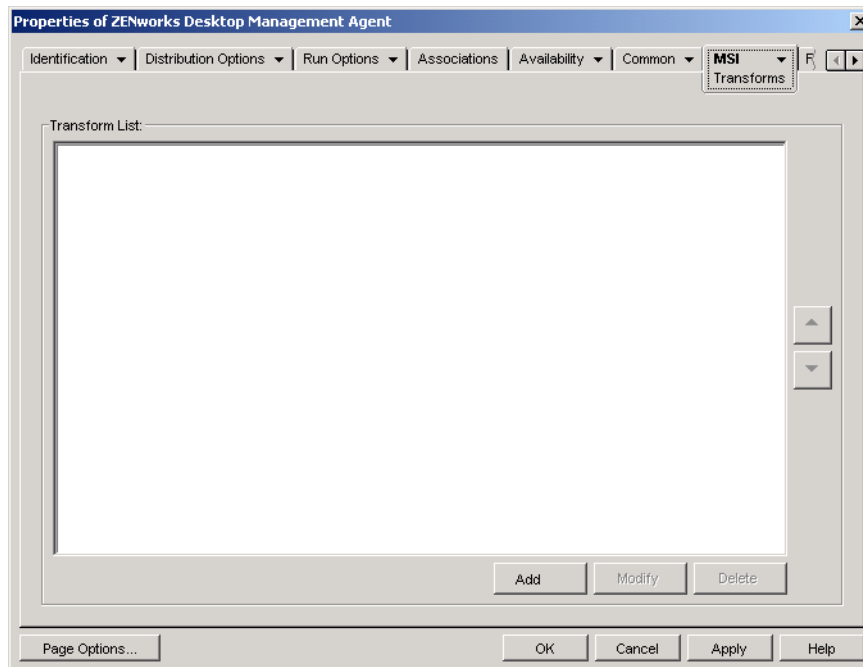 Properties of ZENworks Desktop Management Agent
Identification Distribution Options Run Options Associations Availability Common MSI
Transforms
Transform List:
Add Modify Delete
Page Options... OK Cancel Apply Help